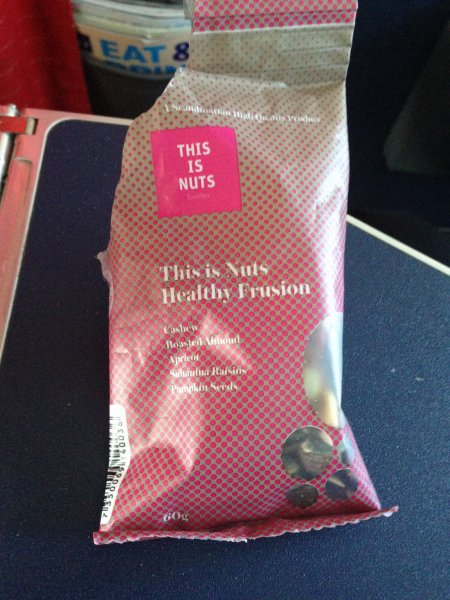 EAT &
A Scandinavian High Quality Product
THIS
IS
NUTS
Sweden
This is Nuts
Healthy Frusion
Cashew
Roasted Almond
Apricot
Sultanina Raisins
Pumpkin Seeds
60g